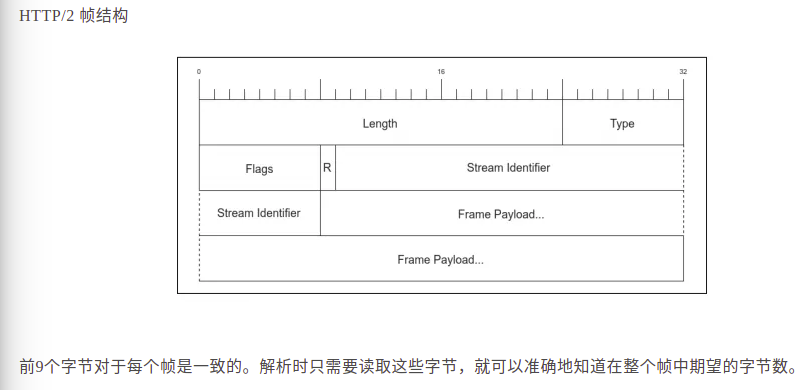 HTTP/2 帧结构
0 16 32
Length Type
Flags R Stream Identifier
Stream Identifier Frame Payload...
Frame Payload...
前9个字节对于每个帧是一致的。解析时只需要读取这些字节，就可以准确地知道在整个帧中期望的字节数。